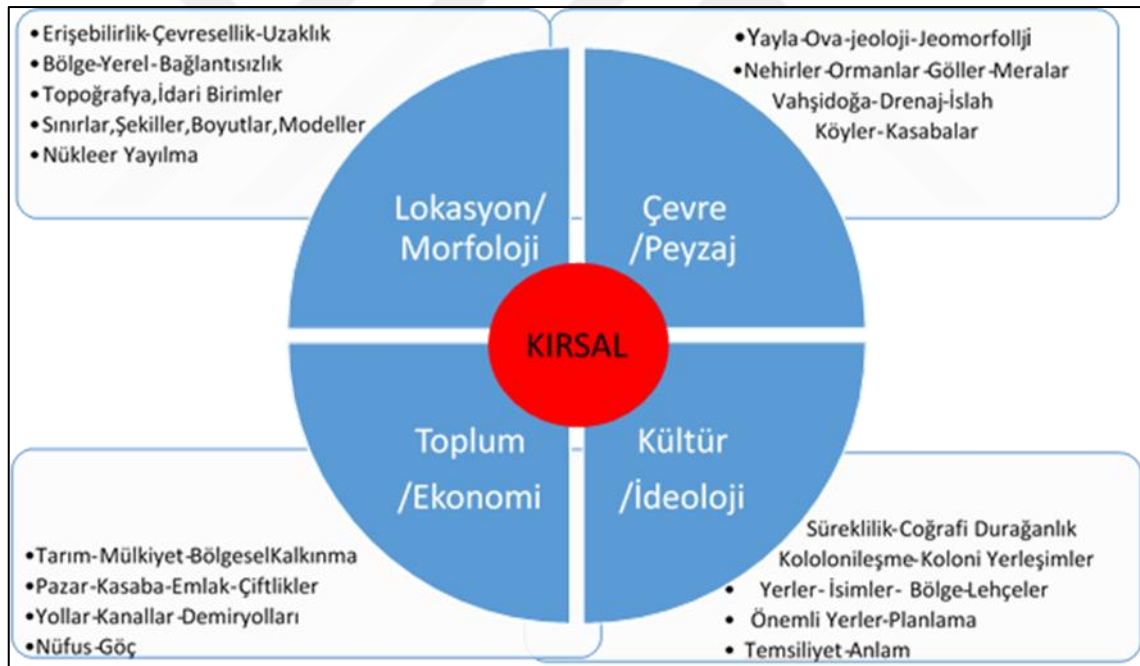 • Erişebilirlik-Çevresellik-Uzaklık
• Bölge-Yerel-Bağlantısızlık
• Topoğrafya,İdari Birimler
• Sınırlar,Şekiller,Boyutlar,Modeller
• Nükleer Yayılma
•Yayla-Ova-jeoloji-Jeomorfollji
•Nehirler-Ormanlar-Göller-Meralar
Vahşidoğa-Drenaj-İslah
Köyler-Kasabalar
Lokasyon/
Morfoloji
Çevre
/Peyzaj
KIRSAL
Toplum
/Ekonomi
Kültür
/İdeoloji
•Tarım-Mülkiyet-BölgeselKalkınma
•Pazar-Kasaba-Emlak-Çiftlikler
•Yollar-Kanallar-Demiryolları
•Nüfus-Göç
Süreklilik-Coğrafi Durağanlık
Kololonileşme-Koloni Yerleşimler
• Yerler- İsimler- Bölge-Lehçeler
• Önemli Yerler-Planlama
• Temsiliyet-Anlam